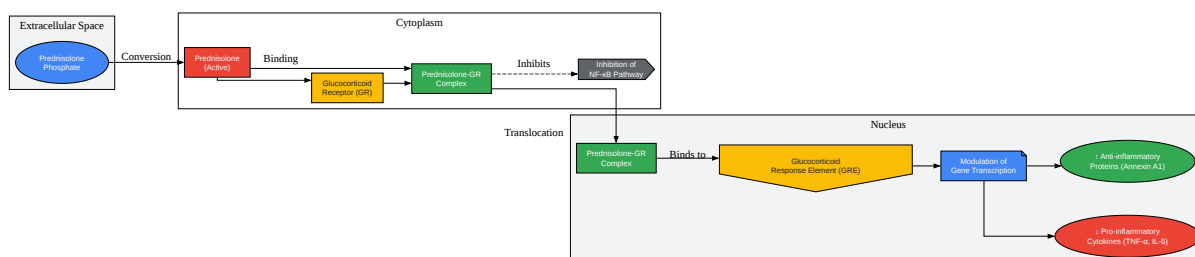 Extracellular Space
Prednisolone
Phosphate
Conversion
Cytoplasm
Prednisolone
(Active)
Binding
Glucocorticoid
Receptor (GR)
Prednisolone-GR
Complex
Inhibits
Inhibition of
NF-κB Pathway
Translocation
Nucleus
Prednisolone-GR
Complex
Binds to
Glucocorticoid
Response Element (GRE)
Modulation of
Gene Transcription
↑ Anti-inflammatory
Proteins (Annexin A1)
↓ Pro-inflammatory
Cytokines (TNF-α, IL-6)